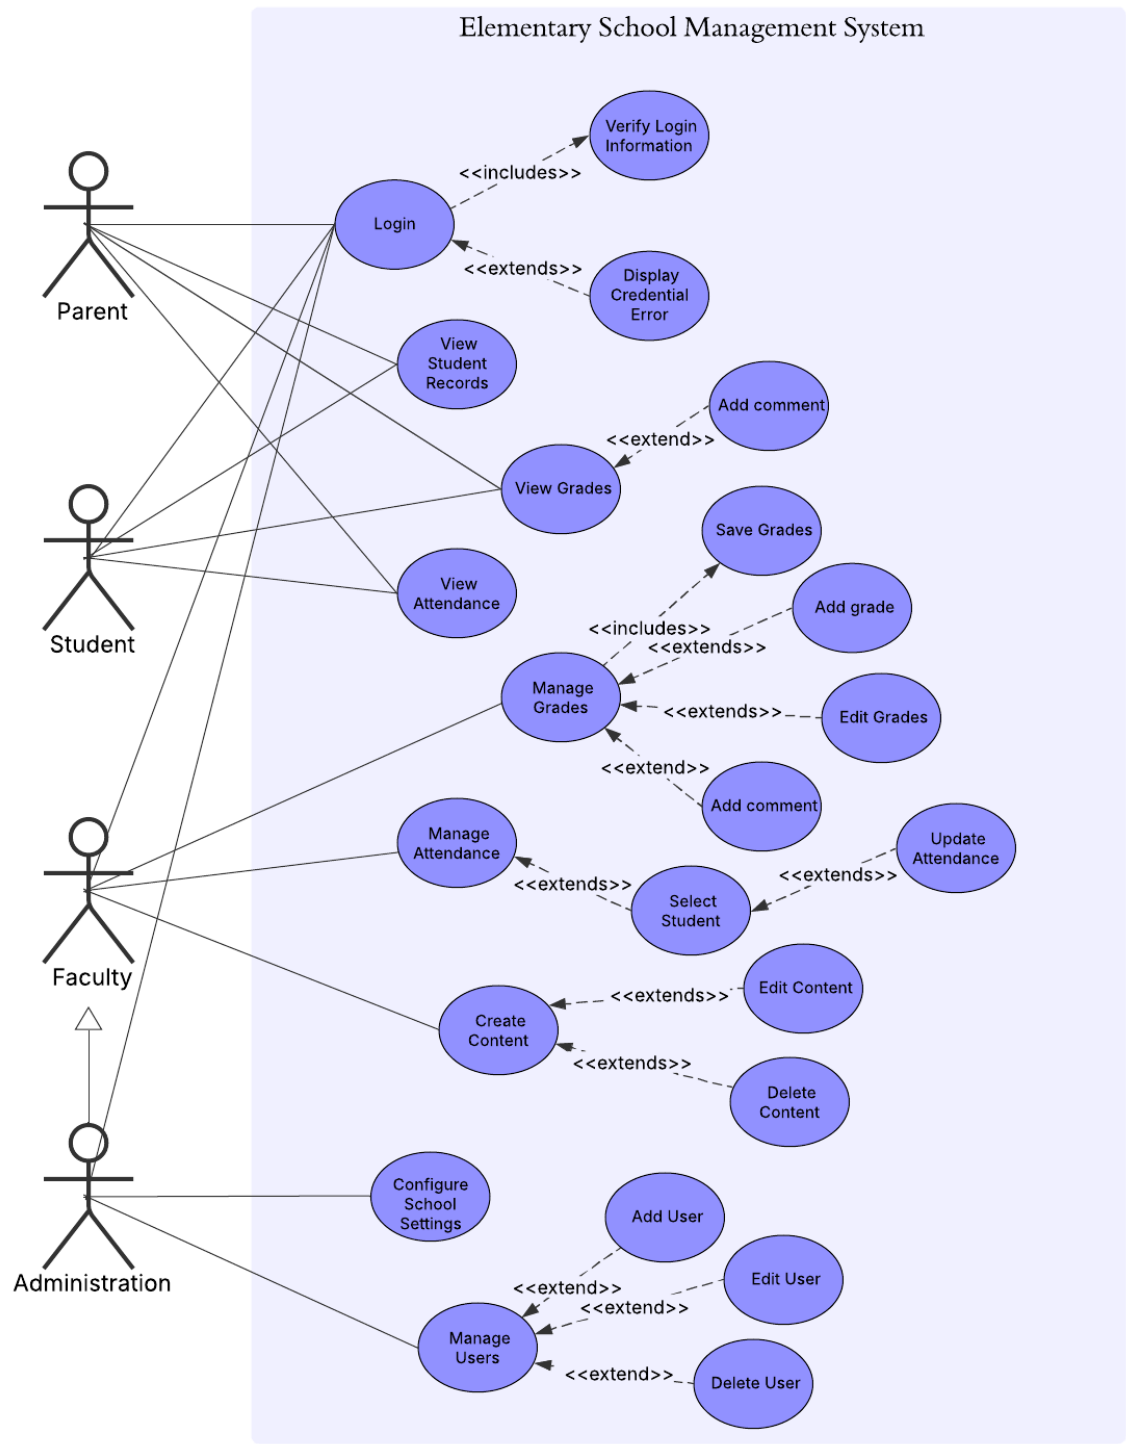 Elementary School Management System
Verify Login
Information
<<includes>>
Login
Parent
<<extends>>
Display
Credential
Error
View
Student
Records
Add comment
<<extend>>
View Grades
Save Grades
Student
View
Attendance
Add grade
<<includes>>
<<extends>>
Manage
Grades
<<extends>>
Edit Grades
<<extend>>
Add comment
Faculty
Manage
Attendance
Update
Attendance
<<extends>>
<<extends>>
Select
Student
Edit Content
<<extends>>
Create
Content
<<extends>>
Delete
Content
Administration
Configure
School
Settings
Add User
<<extend>>
Edit User
<<extend>>
Manage
Users
<<extend>>
Delete User